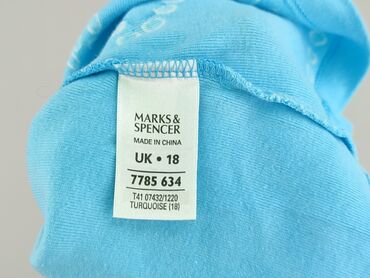 MARKS &
SPENCER
MADE IN CHINA
UK • 18
7785 634
T41 07432/1220
TURQUOISE (18)